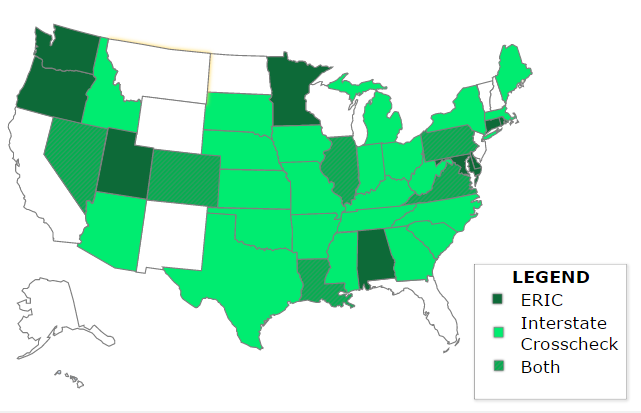 LEGEND
ERIC
Interstate
Crosscheck
Both